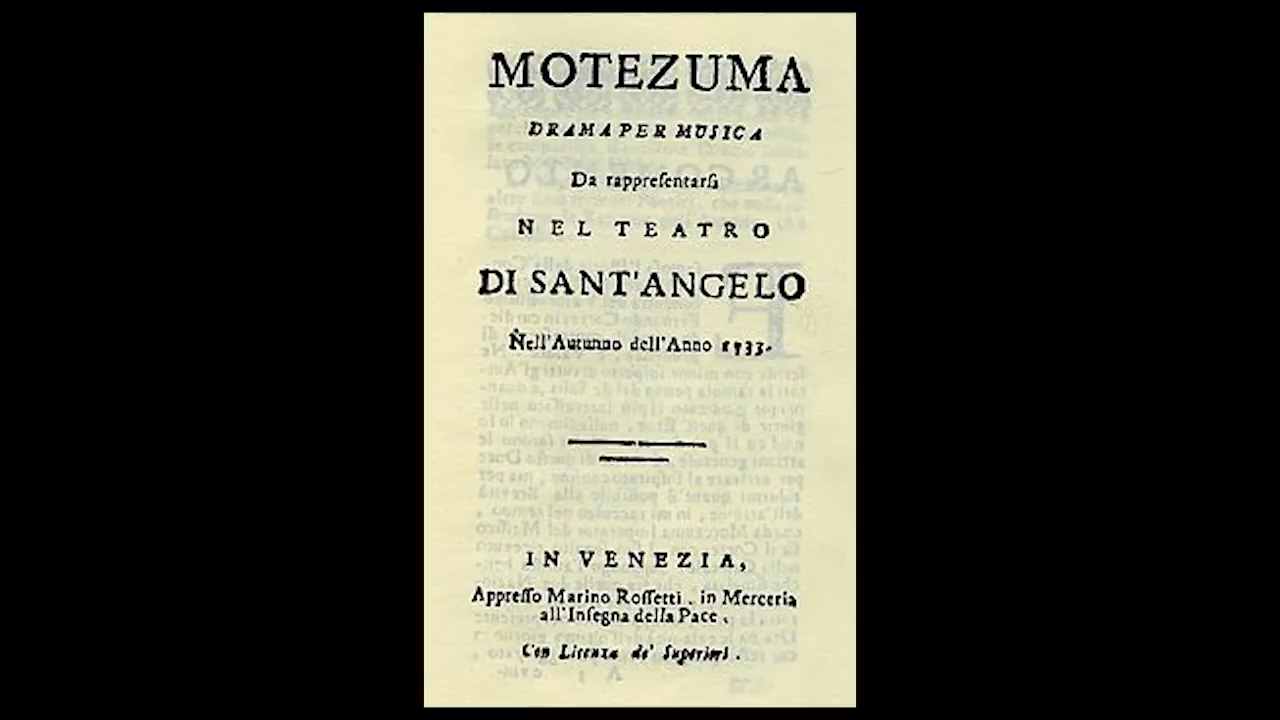 MOTEZUMA
DRAMA PER MUSICA
Da rappreſentarſi
NEL TEATRO
DI SANT'ANGELO
Nell'Autunno dell'Anno 1733.
IN VENEZIA,
Appreſſo Marino Roſſetti. in Merceria
all'Inſegna della Pace.
Con Licenza de' Superiori.